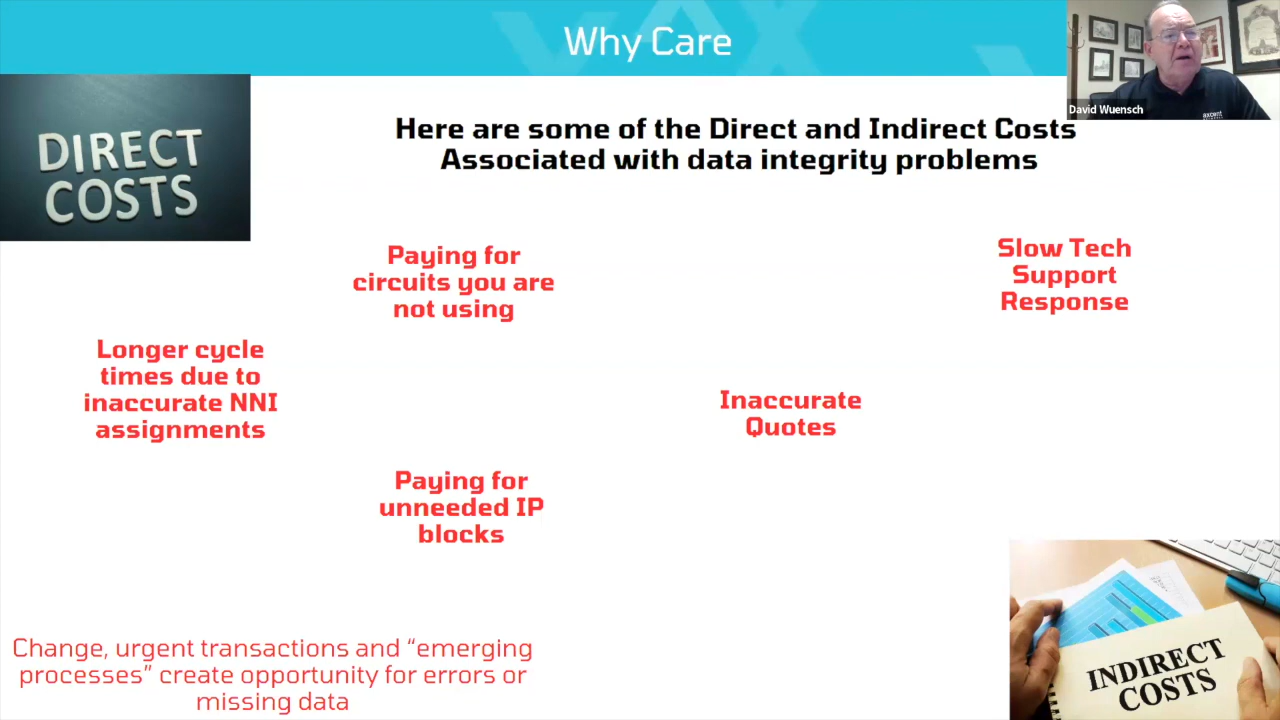 Why Care
David Wuensch
axcent
DIRECT
COSTS
Here are some of the Direct and Indirect Costs
Associated with data integrity problems
Paying for
circuits you are
not using
Slow Tech
Support
Response
Longer cycle
times due to
inaccurate NNI
assignments
Inaccurate
Quotes
Paying for
unneeded IP
blocks
Change, urgent transactions and “emerging
processes” create opportunity for errors or
missing data
INDIRECT
COSTS